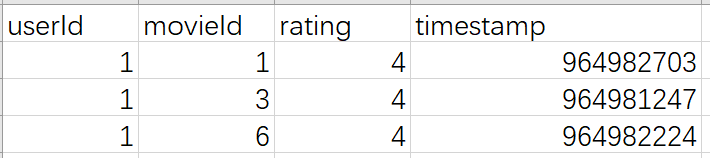 userId movieId rating timestamp
1 1 4 964982703
1 3 4 964981247
1 6 4 964982224